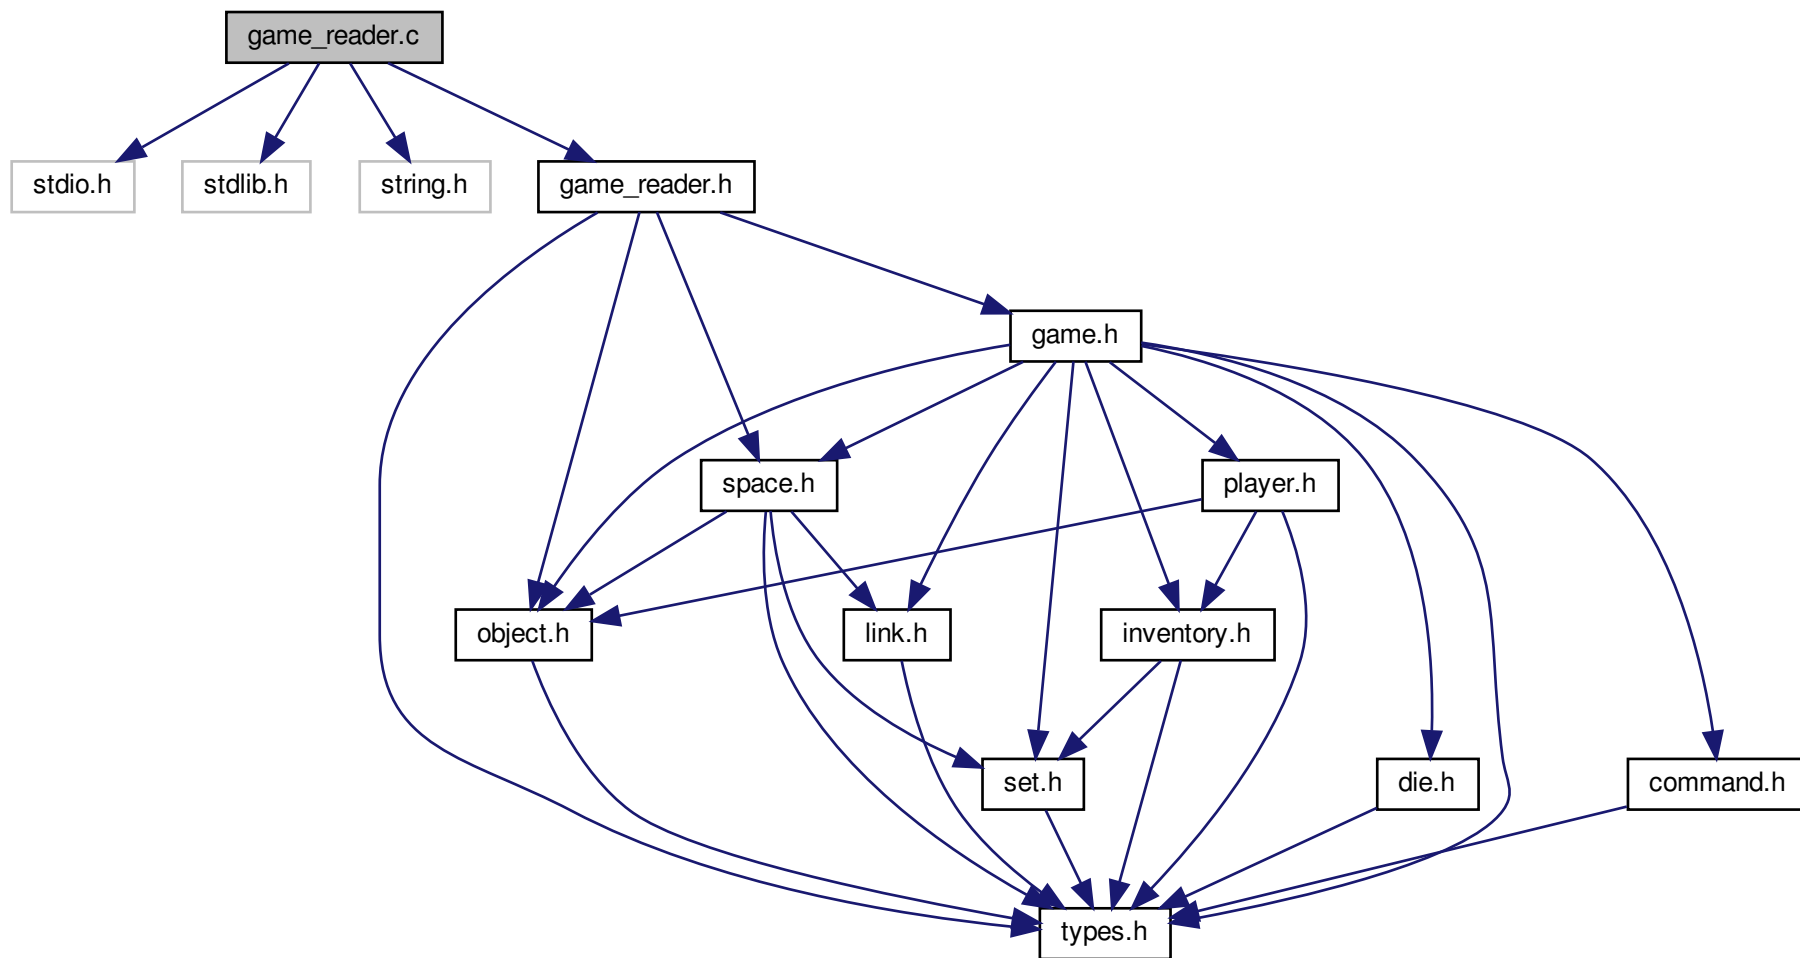 game_reader.c
stdio.h
stdlib.h
string.h
game_reader.h
game.h
space.h
player.h
object.h
link.h
inventory.h
set.h
die.h
command.h
types.h